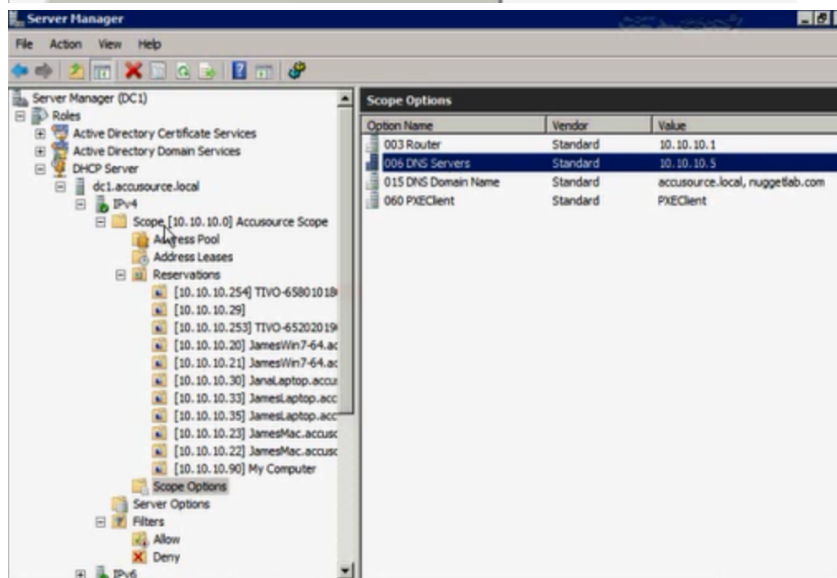 Server Manager
File Action View Help
Server Manager (DC1)
Roles
Active Directory Certificate Services
Active Directory Domain Services
DHCP Server
dc1.accusource.local
IPv4
Scope [10.10.10.0] Accusource Scope
Address Pool
Address Leases
Reservations
[10.10.10.254] TIVO-65801018
[10.10.10.29]
[10.10.10.253] TIVO-65202019
[10.10.10.20] JamesWin7-64.ac
[10.10.10.21] JamesWin7-64.ac
[10.10.10.30] JanaLaptop.accu
[10.10.10.33] JamesLaptop.acc
[10.10.10.35] JamesLaptop.acc
[10.10.10.23] JamesMac.accusc
[10.10.10.22] JamesMac.accusc
[10.10.10.90] My Computer
Scope Options
Server Options
Filters
Allow
Deny
IPv6
Scope Options
Option Name Vendor Value
003 Router Standard 10.10.10.1
006 DNS Servers Standard 10.10.10.5
015 DNS Domain Name Standard accusource.local, nuggetlab.com
060 PXEClient Standard PXEClient